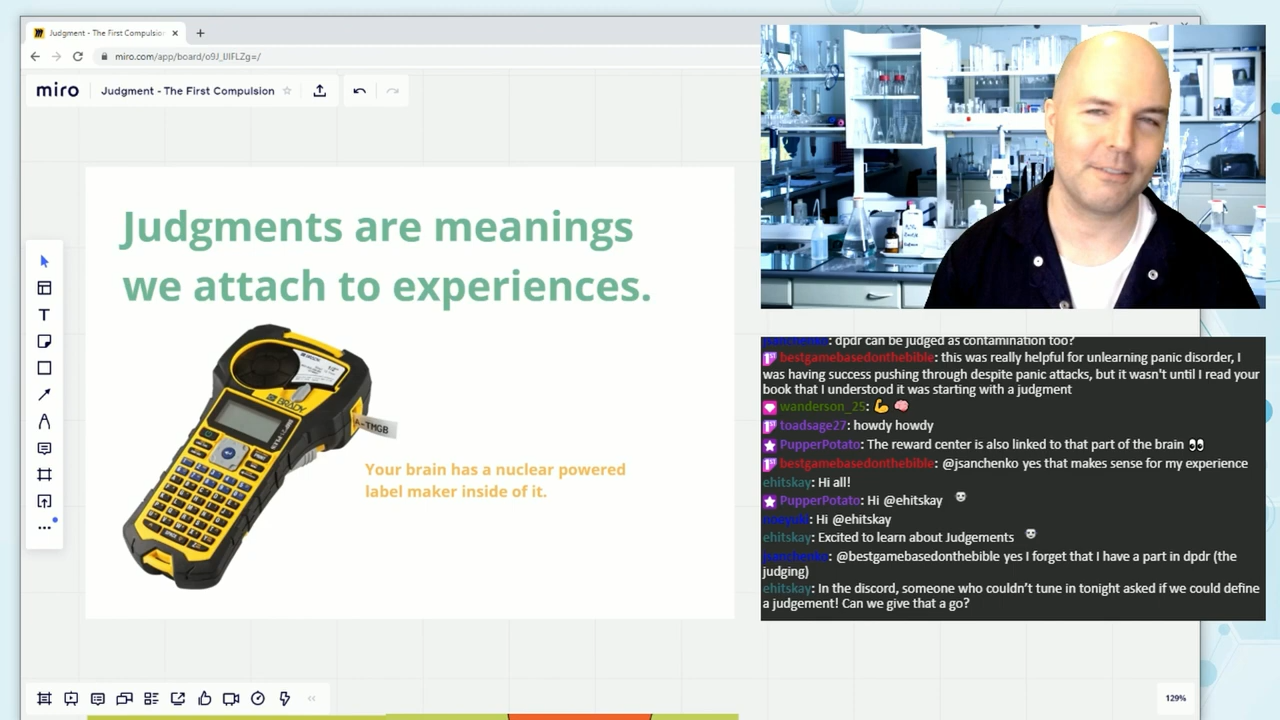 Judgment - The First Compulsion
miro.com/app/board/o9J_lJIFLZg=/
miro
Judgment - The First Compulsion
Judgments are meanings
we attach to experiences.
BRADY
-TMGB
Your brain has a nuclear powered
label maker inside of it.
129%
jsanchenko: dpdr can be judged as contamination too?
bestgamebasedonthebible: this was really helpful for unlearning panic disorder, I
was having success pushing through despite panic attacks, but it wasn't until I read your
book that I understood it was starting with a judgment
wanderson_25: 💪 🧠
toadsage27: howdy howdy
PupperPotato: The reward center is also linked to that part of the brain 👀
bestgamebasedonthebible: @jsanchenko yes that makes sense for my experience
ehitskay: Hi all!
PupperPotato: Hi @ehitskay
Hi @ehitskay
ehitskay: Excited to learn about Judgements
jsanchenko: @bestgamebasedonthebible yes I forget that I have a part in dpdr (the
judging)
ehitskay: In the discord, someone who couldn't tune in tonight asked if we could define
a judgement! Can we give that a go?